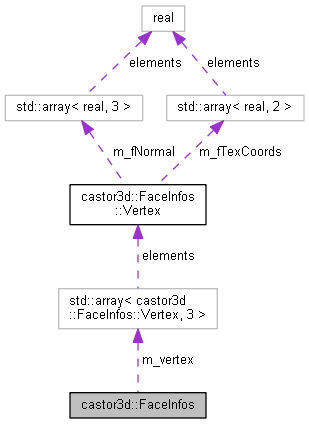 real
elements
elements
std::array< real, 3 >
std::array< real, 2 >
m_fNormal
m_fTexCoords
castor3d::FaceInfos
::Vertex
elements
std::array< castor3d
::FaceInfos::Vertex, 3 >
m_vertex
castor3d::FaceInfos